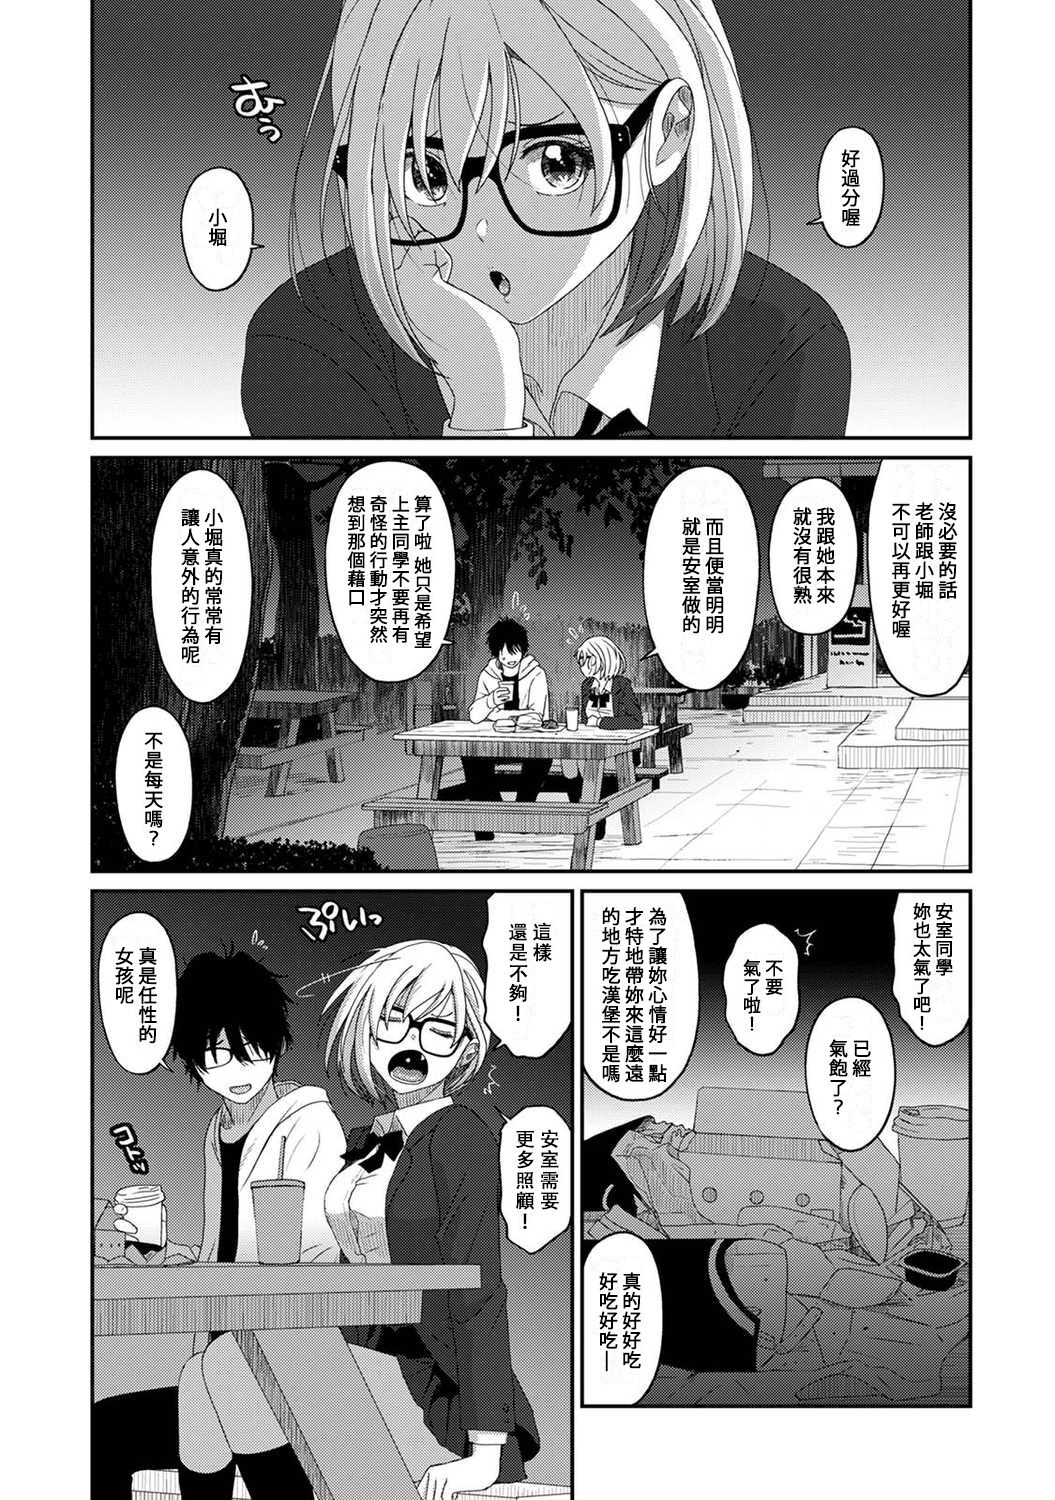 好過分喔
むぅ
小堀
沒必要的話
老師跟小堀
不可以再更好喔
我跟她本來
就沒有很熟
而且便當明明
就是安室做的
算了啦 她只是希望
上主同學不要再有
奇怪的行動才突然
想到那個藉口
小堀真的常常有
讓人意外的行為呢
不是每天嗎？
安室同學
妳也太氣了吧！
不要
氣了啦！
已經
氣飽了？
為了讓妳心情好一點
才特地帶妳來這麼遠
的地方吃漢堡不是嗎
真的好好吃
好吃好吃—
這樣
還是不夠！
ぷいっ
安室需要
更多照顧！
真是任性的
女孩呢
コトッ